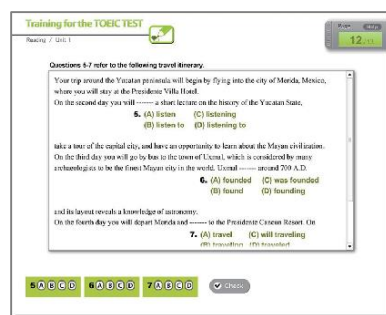 Training for the TOEIC TEST
Reading / Unit 1
12
Questions 5-7 refer to the following travel itinerary.
Your trip around the Yucatan peninsula will begin by flying into the city of Merida, Mexico,
where you will stay at the Presidente Villa Hotel.
On the second day you will ------- a short lecture on the history of the Yucatan State,
5. (A) listen (C) listening
(B) listen to (D) listening to
take a tour of the capital city, and have an opportunity to learn about the Mayan civilization.
On the third day you will go by bus to the town of Uxmal, which is considered by many
archaeologists to be the finest Mayan city in the world. Uxmal ------- around 700 A.D.
6. (A) founded (C) was founded
(B) found (D) founding
and its layout reveals a knowledge of astronomy.
On the fourth day you will depart Merida and ------- to the Presidente Cancun Resort. On
7. (A) travel (C) will traveling
(B) traveling (D) traveled
5 A B C D 6 A B C D 7 A B C D Check